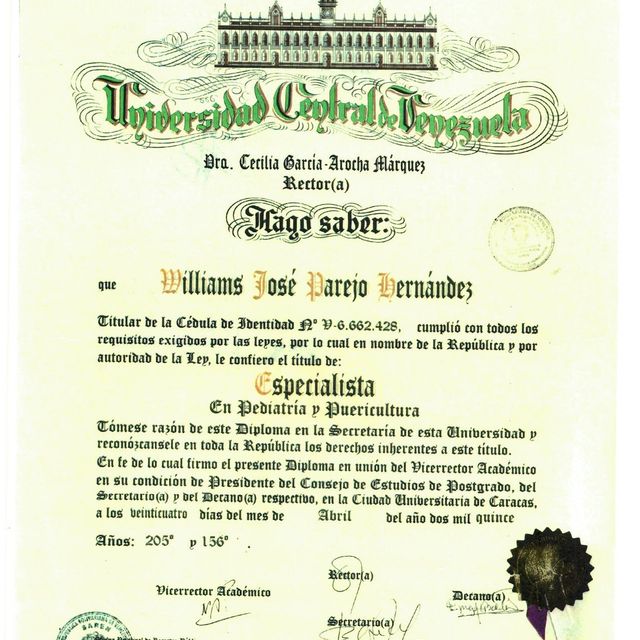 Universidad Central de Venezuela
Dra. Cecilia García-Arocha Márquez
Rector(a)
Hago saber:
que Williams José Parejo Hernández
Titular de la Cédula de Identidad Nº V-6.662.428, cumplió con todos los
requisitos exigidos por las leyes, por lo cual en nombre de la República y por
autoridad de la Ley, le confiero el título de:
Especialista
En Pediatría y Puericultura
Tómese razón de este Diploma en la Secretaría de esta Universidad y
reconózcansele en toda la República los derechos inherentes a este título.
En fe de lo cual firmo el presente Diploma en unión del Vicerrector Académico
en su condición de Presidente del Consejo de Estudios de Postgrado, del
Secretario(a) y del Decano(a) respectivo, en la Ciudad Universitaria de Caracas,
a los veinticuatro días del mes de Abril del año dos mil quince
Años: 205º y 156º
Rector(a)
Vicerrector Académico
Decano(a)
Secretario(a)
SAREN